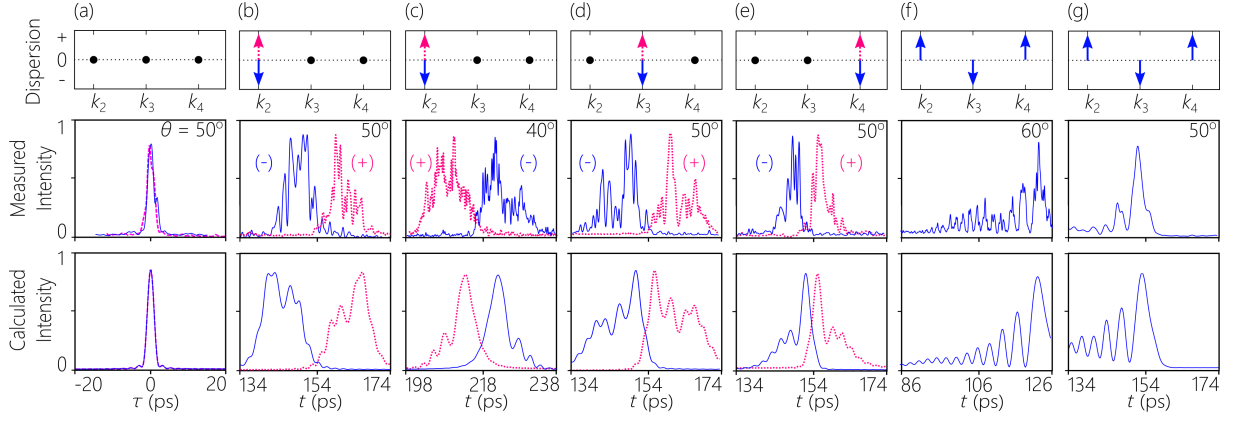 (a) (b) (c) (d) (e) (f) (g)
Dispersion
+
0
-
k2 k3 k4 k2 k3 k4 k2 k3 k4 k2 k3 k4 k2 k3 k4 k2 k3 k4 k2 k3 k4
Measured
Intensity
1
0
θ = 50° 50° 40° 50° 50° 60° 50°
(-) (+) (+) (-) (-) (+) (-) (+)
Calculated
Intensity
1
0
-20 0 20 134 154 174 198 218 238 134 154 174 134 154 174 86 106 126 134 154 174
τ (ps) t (ps) t (ps) t (ps) t (ps) t (ps) t (ps)